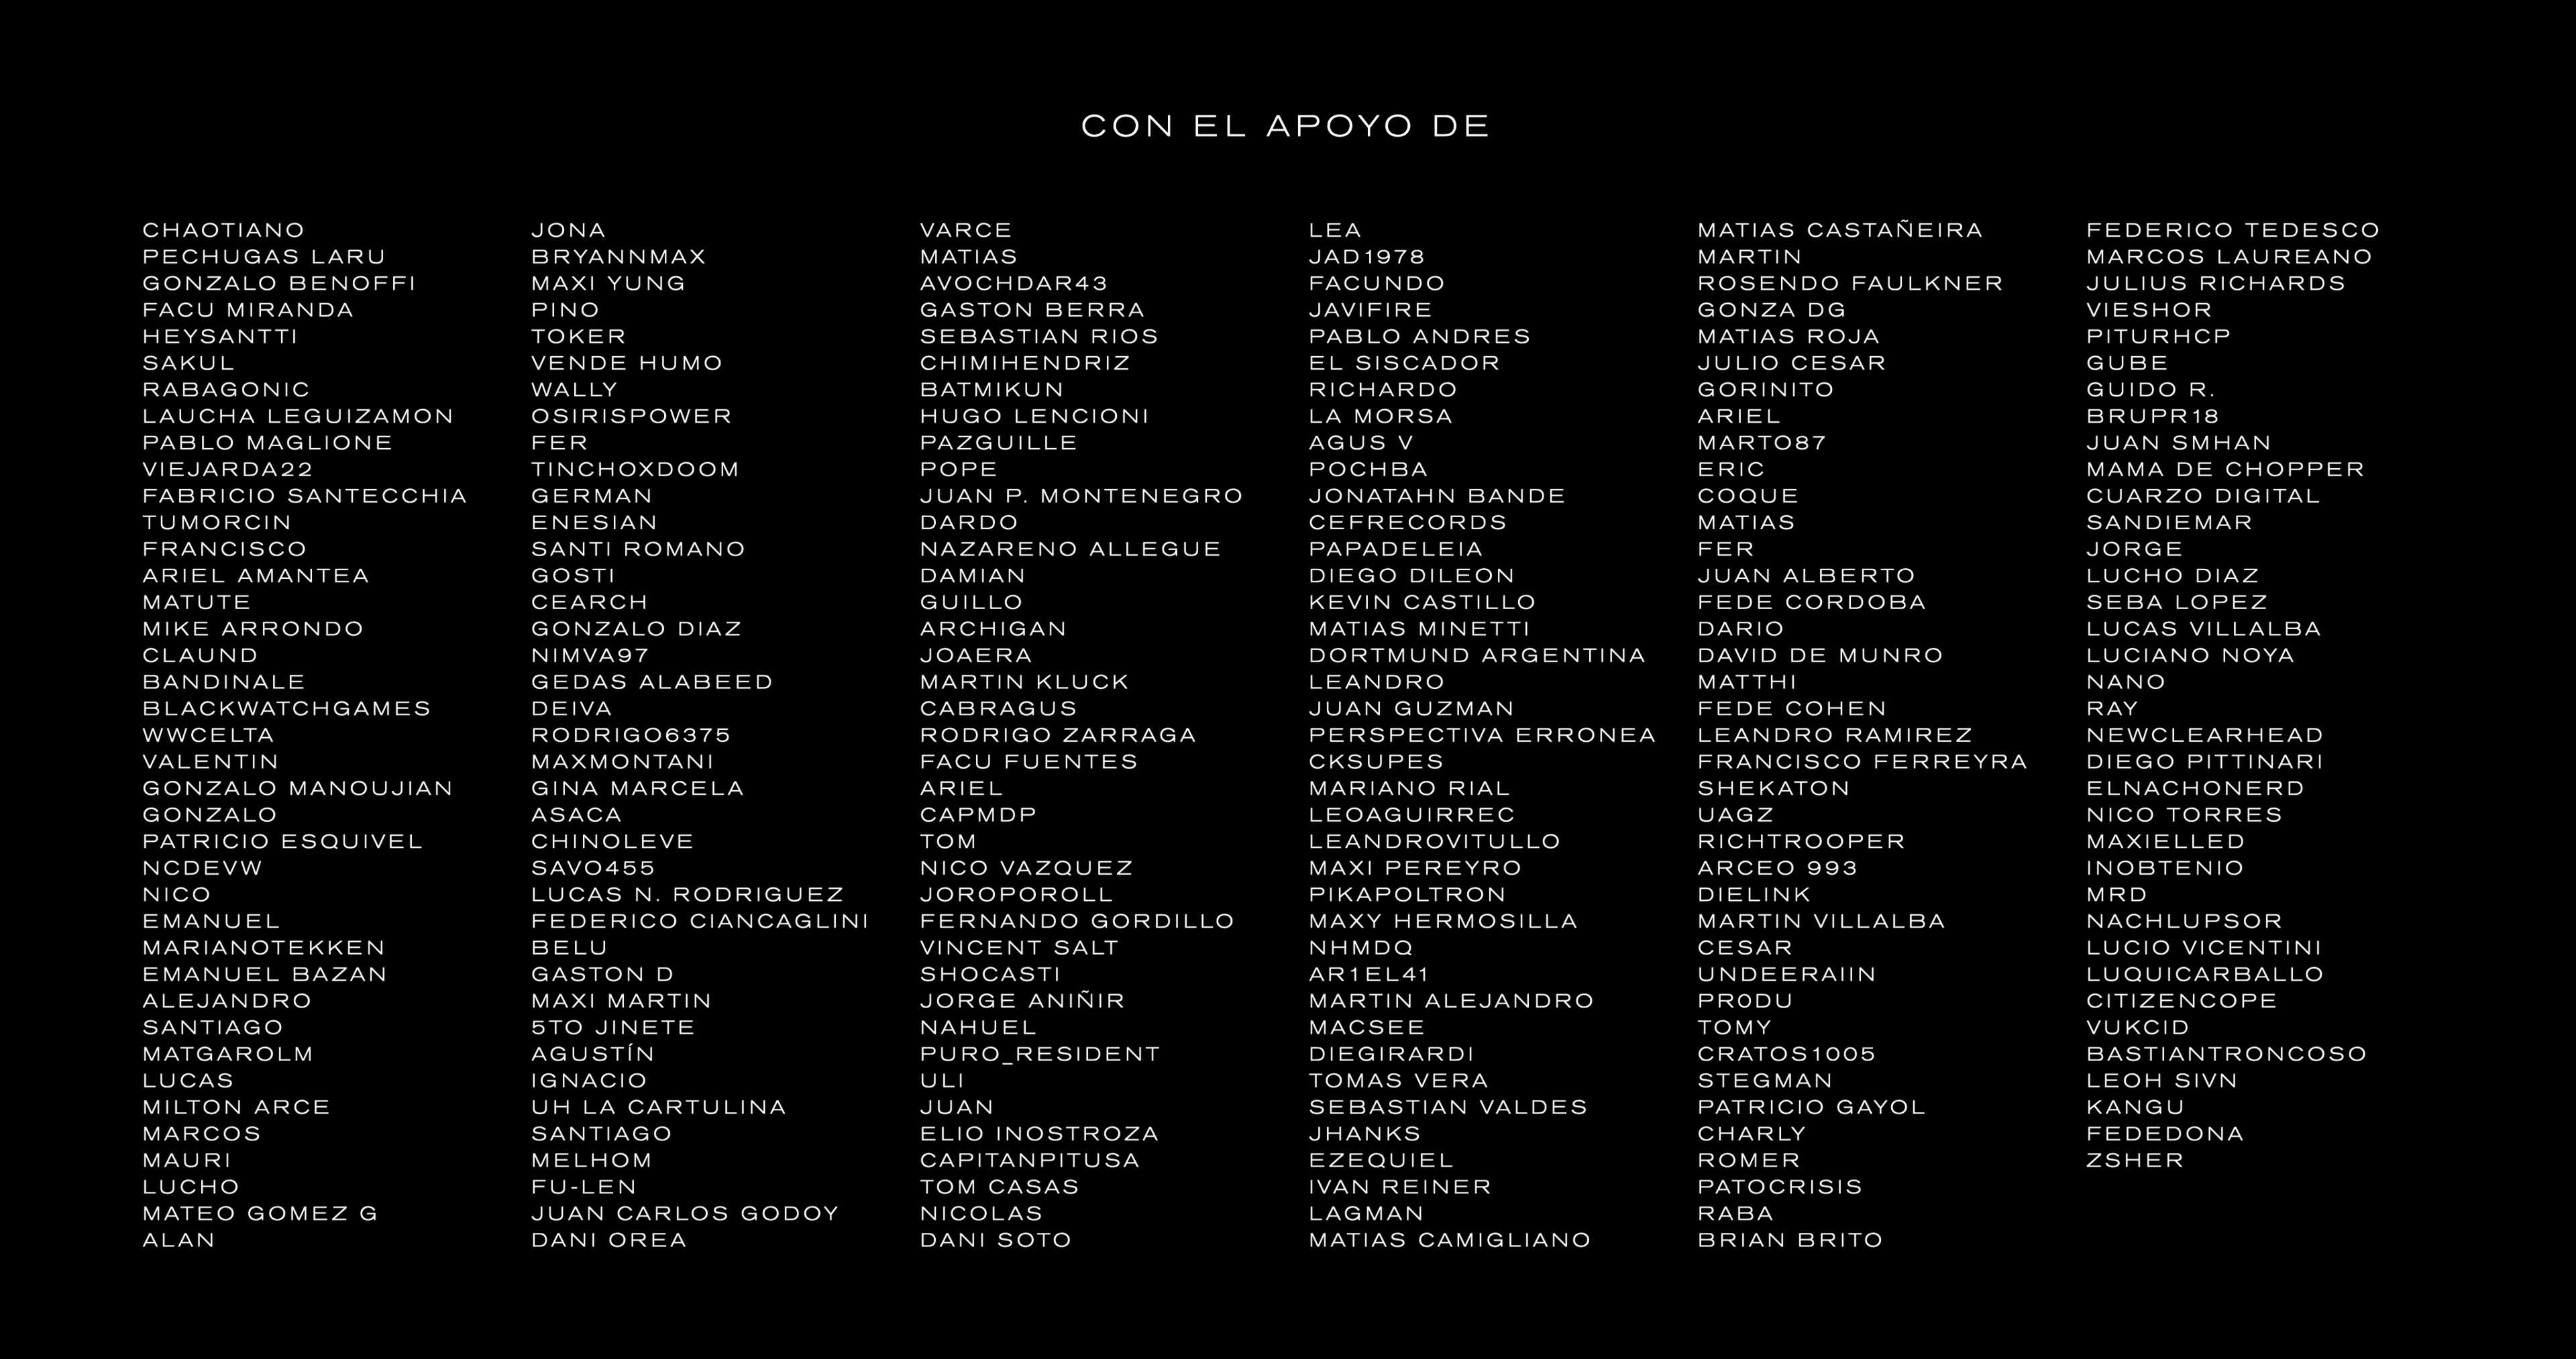 CON EL APOYO DE
CHAOTIANO
PECHUGAS LARU
GONZALO BENOFFI
FACU MIRANDA
HEYSANTTI
SAKUL
RABAGONIC
LAUCHA LEGUIZAMON
PABLO MAGLIONE
VIEJARDA22
FABRICIO SANTECCHIA
TUMORCIN
FRANCISCO
ARIEL AMANTEA
MATUTE
MIKE ARRONDO
CLAUND
BANDINALE
BLACKWATCHGAMES
WWCELTA
VALENTIN
GONZALO MANOUJIAN
GONZALO
PATRICIO ESQUIVEL
NCDEVW
NICO
EMANUEL
MARIANOTEKKEN
EMANUEL BAZAN
ALEJANDRO
SANTIAGO
MATGAROLM
LUCAS
MILTON ARCE
MARCOS
MAURI
LUCHO
MATEO GOMEZ G
ALAN
JONA
BRYANNMAX
MAXI YUNG
PINO
TOKER
VENDE HUMO
WALLY
OSIRISPOWER
FER
TINCHOXDOOM
GERMAN
ENESIAN
SANTI ROMANO
GOSTI
CEARCH
GONZALO DIAZ
NIMVA97
GEDAS ALABEED
DEIVA
RODRIGO6375
MAXMONTANI
GINA MARCELA
ASACA
CHINOLEVE
SAVO455
LUCAS N. RODRIGUEZ
FEDERICO CIANCAGLINI
BELU
GASTON D
MAXI MARTIN
5TO JINETE
AGUSTÍN
IGNACIO
UH LA CARTULINA
SANTIAGO
MELHOM
FU-LEN
JUAN CARLOS GODOY
DANI OREA
VARCE
MATIAS
AVOCHDAR43
GASTON BERRA
SEBASTIAN RIOS
CHIMIHENDRIZ
BATMIKUN
HUGO LENCIONI
PAZGUILLE
POPE
JUAN P. MONTENEGRO
DARDO
NAZARENO ALLEGUE
DAMIAN
GUILLO
ARCHIGAN
JOAERA
MARTIN KLUCK
CABRAGUS
RODRIGO ZARRAGA
FACU FUENTES
ARIEL
CAPMDP
TOM
NICO VAZQUEZ
JOROPOROLL
FERNANDO GORDILLO
VINCENT SALT
SHOCASTI
JORGE ANIÑIR
NAHUEL
PURO_RESIDENT
ULI
JUAN
ELIO INOSTROZA
CAPITANPITUSA
TOM CASAS
NICOLAS
DANI SOTO
LEA
JAD1978
FACUNDO
JAVIFIRE
PABLO ANDRES
EL SISCADOR
RICHARDO
LA MORSA
AGUS V
POCHBA
JONATAHN BANDE
CEFRECORDS
PAPADELEIA
DIEGO DILEON
KEVIN CASTILLO
MATIAS MINETTI
DORTMUND ARGENTINA
LEANDRO
JUAN GUZMAN
PERSPECTIVA ERRONEA
CKSUPES
MARIANO RIAL
LEOAGUIRREC
LEANDROVITULLO
MAXI PEREYRO
PIKAPOLTRON
MAXY HERMOSILLA
NHMDQ
AR1EL41
MARTIN ALEJANDRO
MACSEE
DIEGIRARDI
TOMAS VERA
SEBASTIAN VALDES
JHANKS
EZEQUIEL
IVAN REINER
LAGMAN
MATIAS CAMIGLIANO
MATIAS CASTAÑEIRA
MARTIN
ROSENDO FAULKNER
GONZA DG
MATIAS ROJA
JULIO CESAR
GORINITO
ARIEL
MARTO87
ERIC
COQUE
MATIAS
FER
JUAN ALBERTO
FEDE CORDOBA
DARIO
DAVID DE MUNRO
MATTHI
FEDE COHEN
LEANDRO RAMIREZ
FRANCISCO FERREYRA
SHEKATON
UAGZ
RICHTROOPER
ARCEO 993
DIELINK
MARTIN VILLALBA
CESAR
UNDEERAIIN
PR0DU
TOMY
CRATOS1005
STEGMAN
PATRICIO GAYOL
CHARLY
ROMER
PATOCRISIS
RABA
BRIAN BRITO
FEDERICO TEDESCO
MARCOS LAUREANO
JULIUS RICHARDS
VIESHOR
PITURHCP
GUBE
GUIDO R.
BRUPR18
JUAN SMHAN
MAMA DE CHOPPER
CUARZO DIGITAL
SANDIEMAR
JORGE
LUCHO DIAZ
SEBA LOPEZ
LUCAS VILLALBA
LUCIANO NOYA
NANO
RAY
NEWCLEARHEAD
DIEGO PITTINARI
ELNACHONERD
NICO TORRES
MAXIELLED
INOBTENIO
MRD
NACHLUPSOR
LUCIO VICENTINI
LUQUICARBALLO
CITIZENCOPE
VUKCID
BASTIANTRONCOSO
LEOH SIVN
KANGU
FEDEDONA
ZSHER